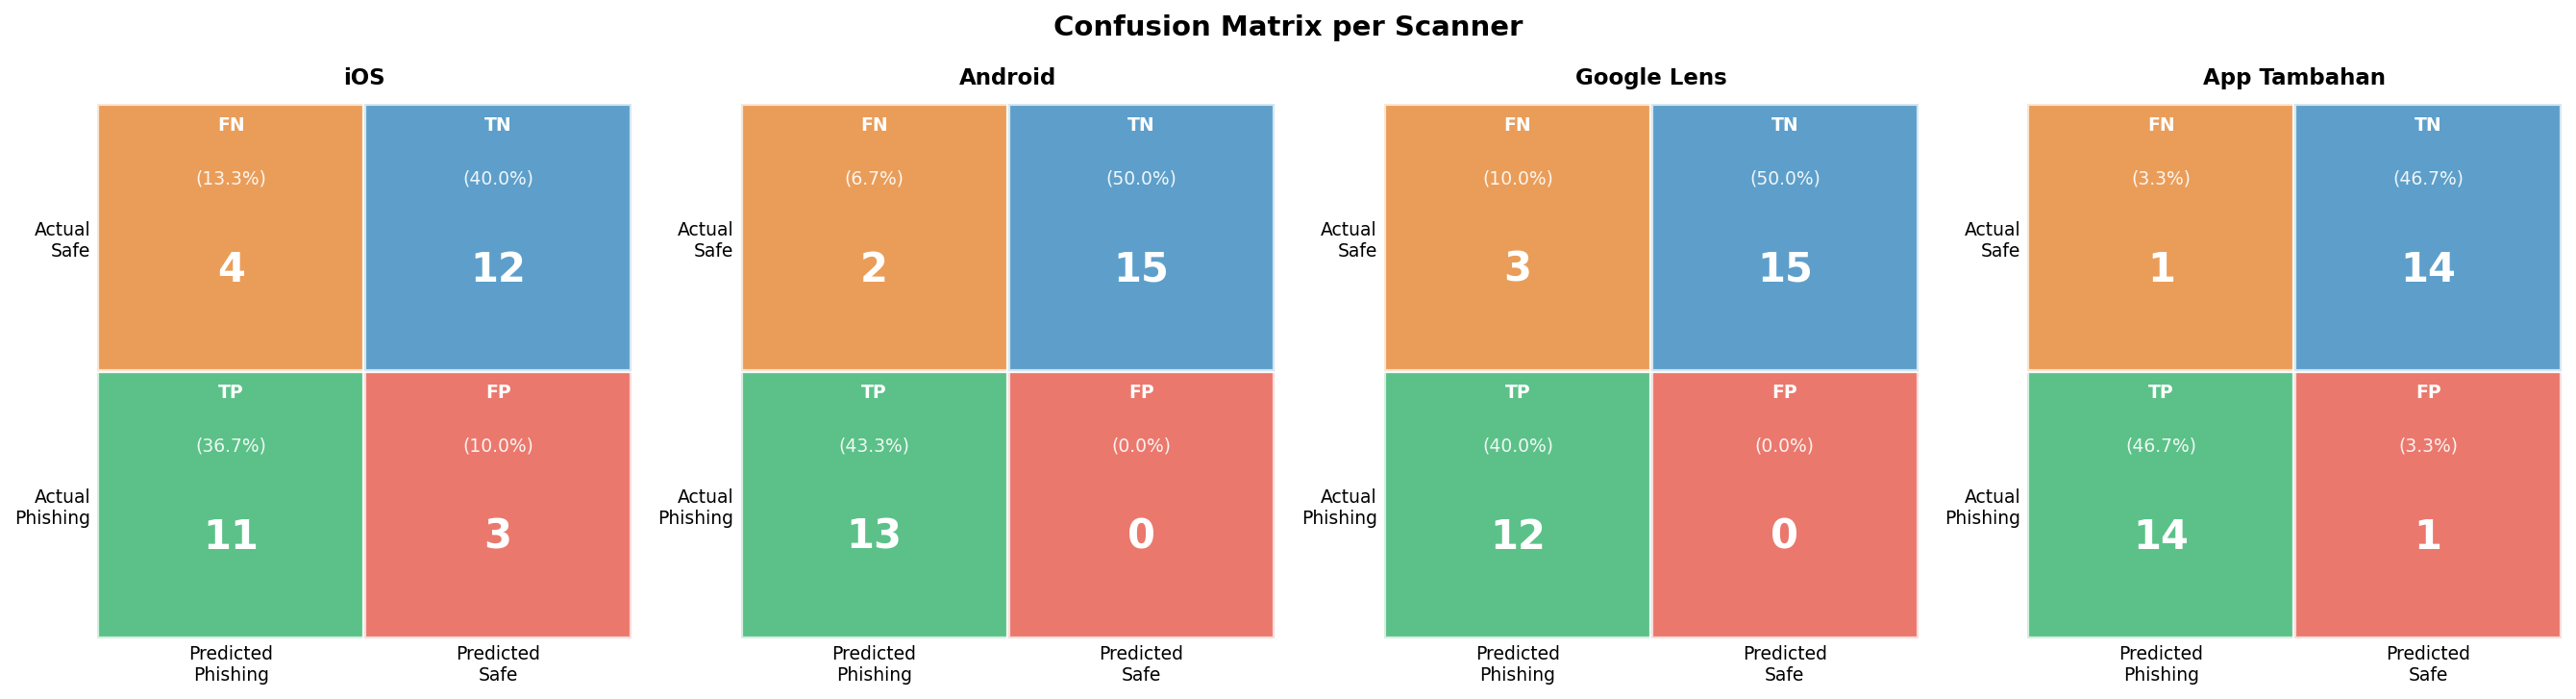 Confusion Matrix per Scanner
iOS
FN
(13.3%)
4
TN
(40.0%)
12
Actual
Safe
TP
(36.7%)
11
FP
(10.0%)
3
Actual
Phishing
Predicted
Phishing
Predicted
Safe
Android
FN
(6.7%)
2
TN
(50.0%)
15
Actual
Safe
TP
(43.3%)
13
FP
(0.0%)
0
Actual
Phishing
Predicted
Phishing
Predicted
Safe
Google Lens
FN
(10.0%)
3
TN
(50.0%)
15
Actual
Safe
TP
(40.0%)
12
FP
(0.0%)
0
Actual
Phishing
Predicted
Phishing
Predicted
Safe
App Tambahan
FN
(3.3%)
1
TN
(46.7%)
14
Actual
Safe
TP
(46.7%)
14
FP
(3.3%)
1
Actual
Phishing
Predicted
Phishing
Predicted
Safe